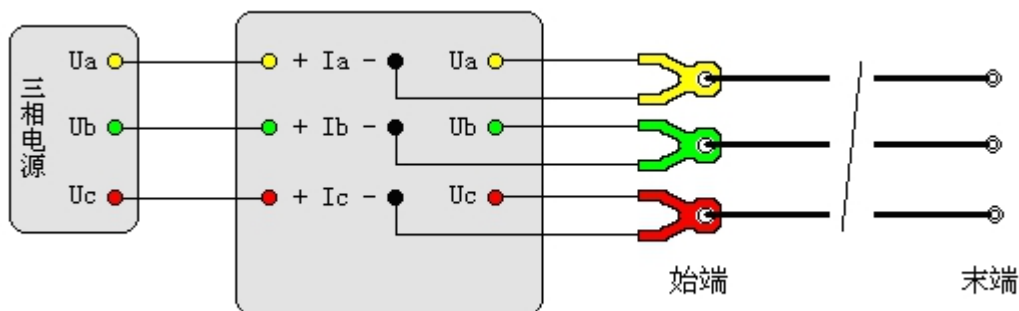 三相电源
Ua + Ia - Ua
Ub + Ib - Ub
Uc + Ic - Uc
始端 末端